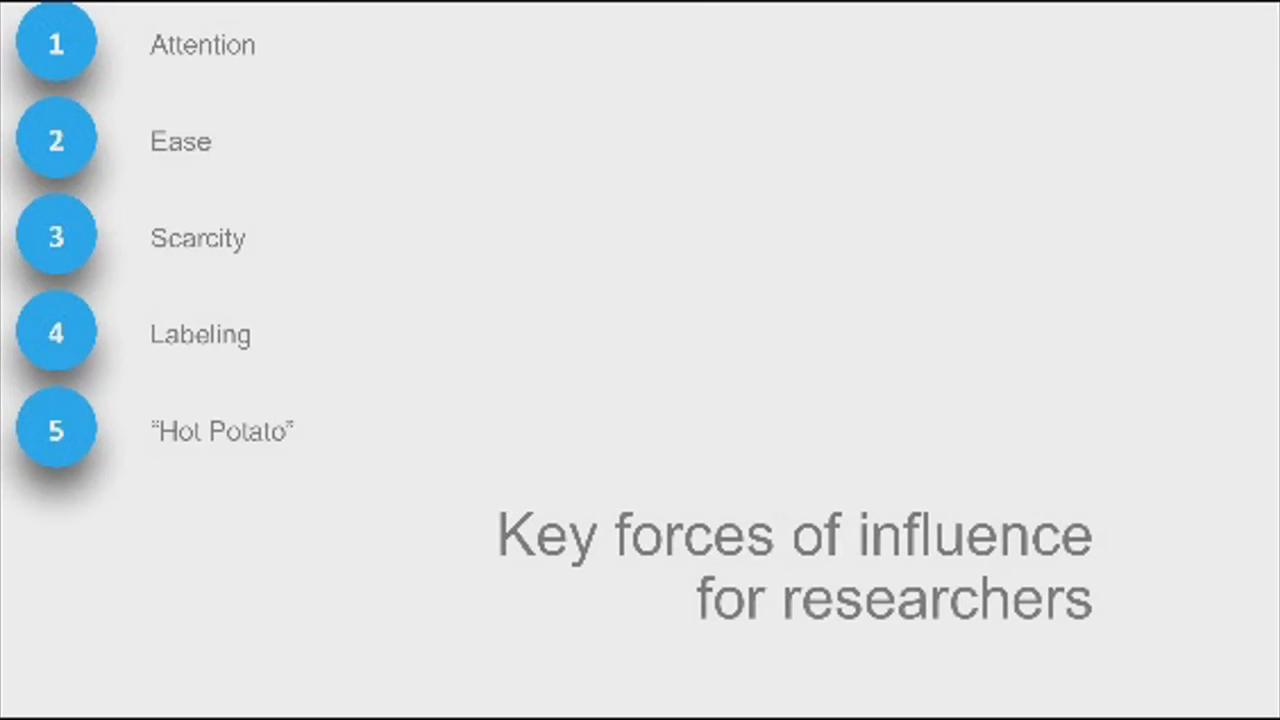 1 Attention
2 Ease
3 Scarcity
4 Labeling
5 “Hot Potato”
Key forces of influence
for researchers